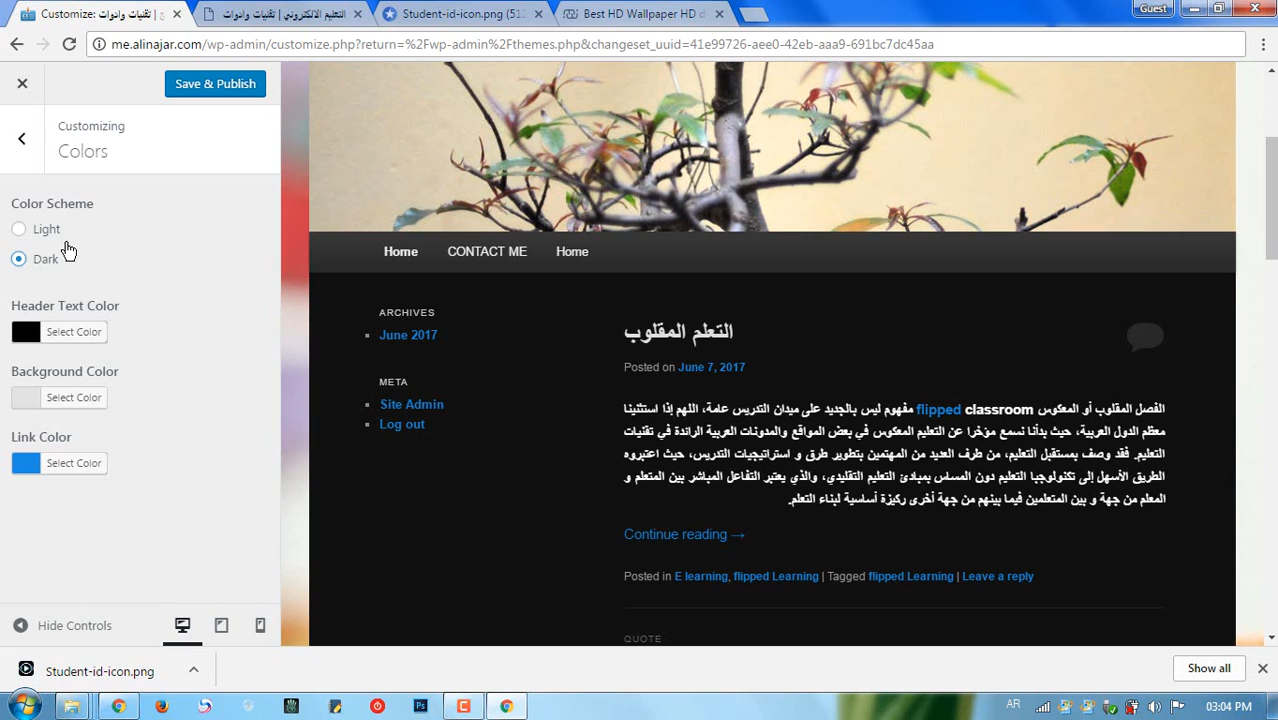 Customize: تقنيات وأدوات | ج
التعليم الالكتروني | تقنيات وأدوات
Student-id-icon.png (512
Best HD Wallpaper HD d
Guest
me.alinajar.com/wp-admin/customize.php?return=%2Fwp-admin%2Fthemes.php&changeset_uuid=41e99726-aee0-42eb-aaa9-691bc7dc45aa
Save & Publish
Customizing
Colors
Color Scheme
Light
Dark
Header Text Color
Select Color
Background Color
Select Color
Link Color
Select Color
Hide Controls
Home CONTACT ME Home
ARCHIVES
June 2017
META
Site Admin
Log out
التعلم المقلوب
Posted on June 7, 2017
الفصل المقلوب أو المعكوس flipped classroom مفهوم ليس بالجديد على ميدان التدريس عامة، اللهم إذا استثنينا
معظم الدول العربية، حيث بدأنا نسمع مؤخرا عن التعليم المعكوس في بعض المواقع والمدونات العربية الرائدة في تقنيات
التعليم. فقد وصف بمستقبل التعليم، من طرف العديد من المهتمين بتطوير طرق و استراتيجيات التدريس، حيث اعتبروه
الطريق الأسهل إلى تكنولوجيا التعليم دون المساس بمبادئ التعليم التقليدي، والذي يعتبر التفاعل المباشر بين المتعلم و
المعلم من جهة و بين المتعلمين فيما بينهم من جهة أخرى ركيزة أساسية لبناء التعلم.
Continue reading →
Posted in E learning, flipped Learning | Tagged flipped Learning | Leave a reply
QUOTE
Student-id-icon.png
Show all
Ps
AR
03:04 PM